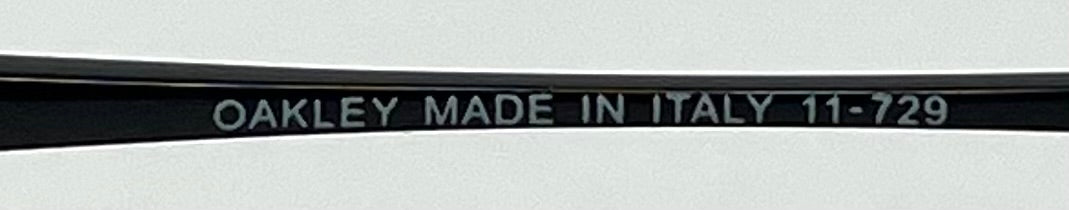 OAKLEY MADE IN ITALY 11-729